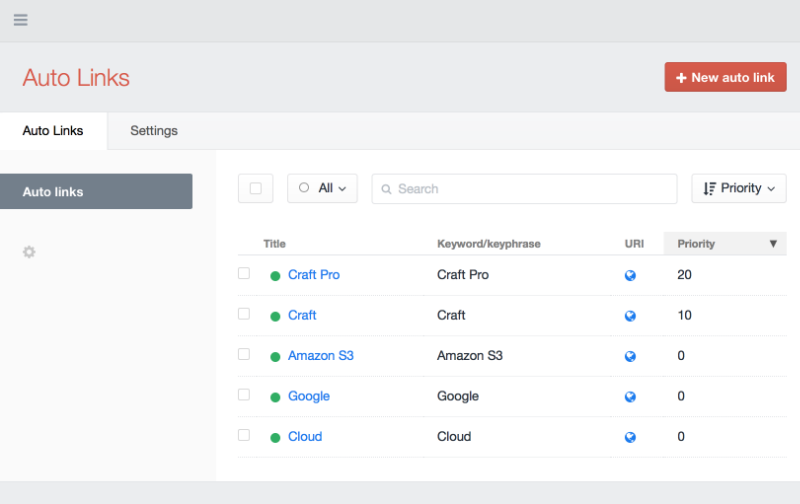 Auto Links
New auto link
Auto Links Settings
Auto links
All Search Priority
Title Keyword/keyphrase URI Priority
Craft Pro Craft Pro 20
Craft Craft 10
Amazon S3 Amazon S3 0
Google Google 0
Cloud Cloud 0